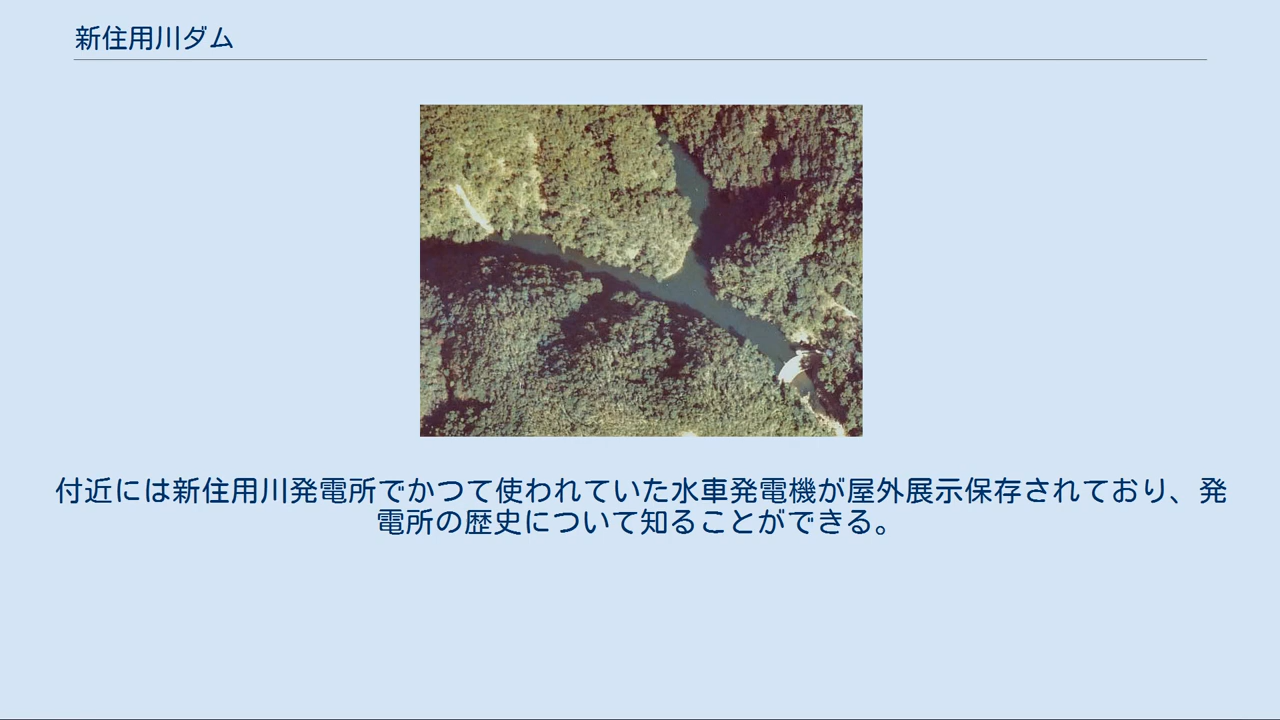 新住用川ダム
付近には新住用川発電所でかつて使われていた水車発電機が屋外展示保存されており、発
電所の歴史について知ることができる。